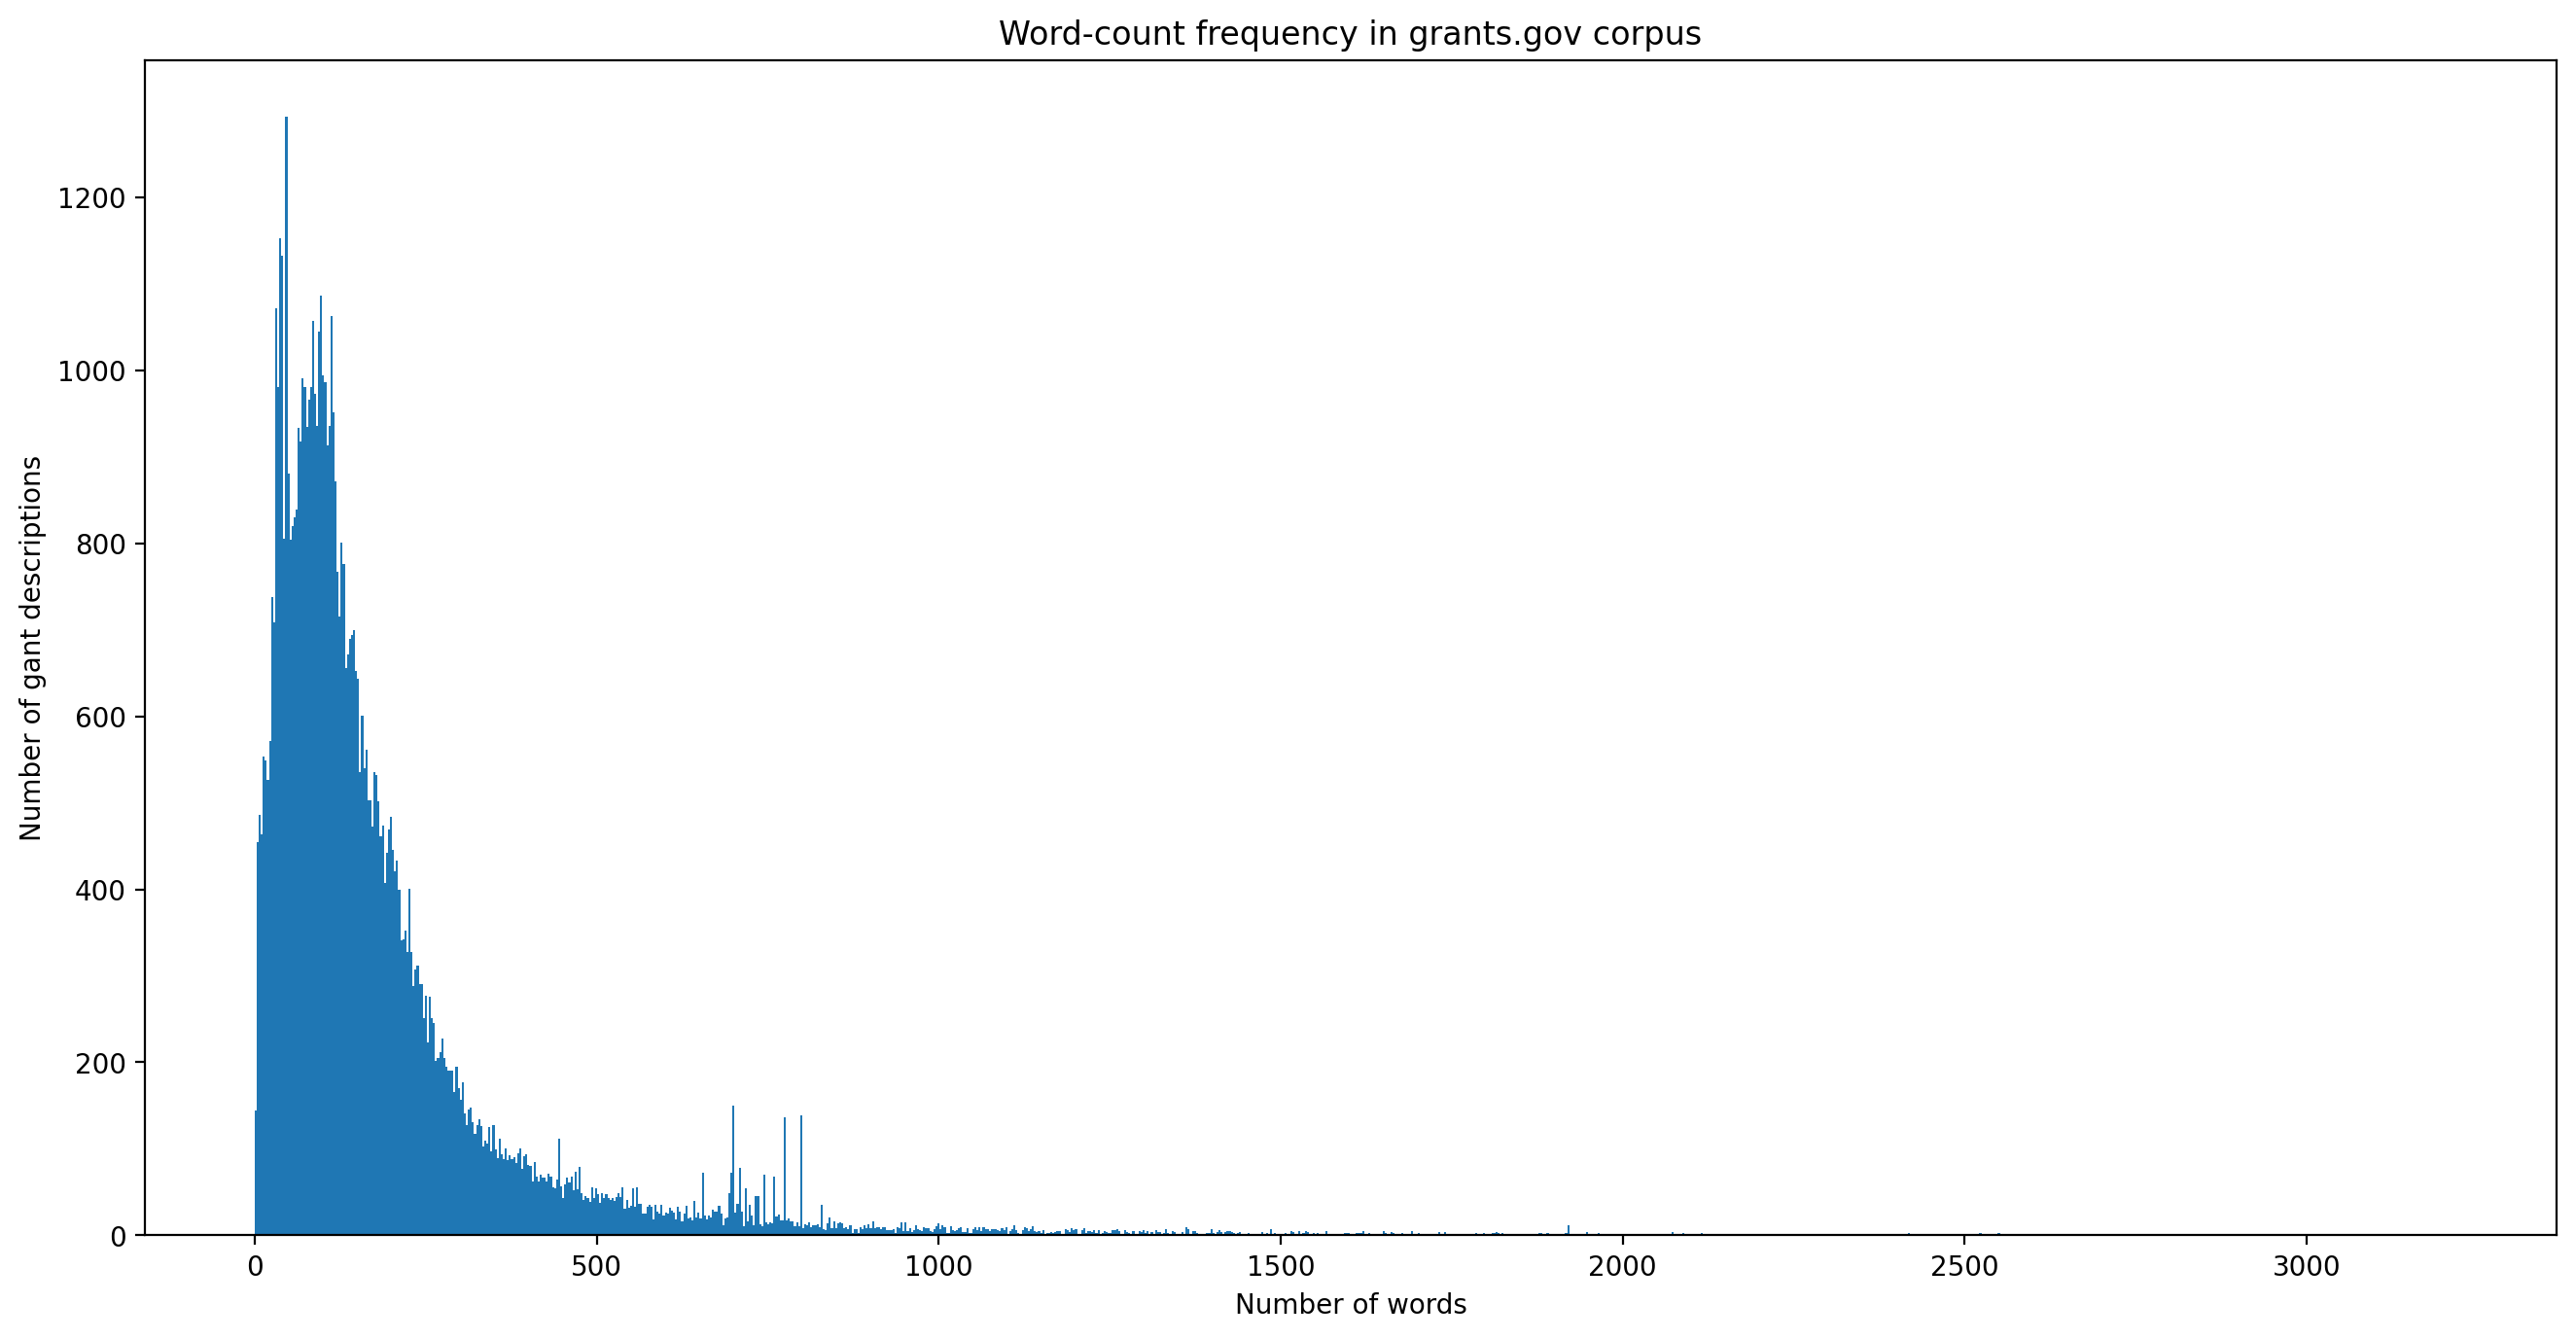 Word-count frequency in grants.gov corpus
Number of gant descriptions
1200
1000
800
600
400
200
0
0 500 1000 1500 2000 2500 3000
Number of words